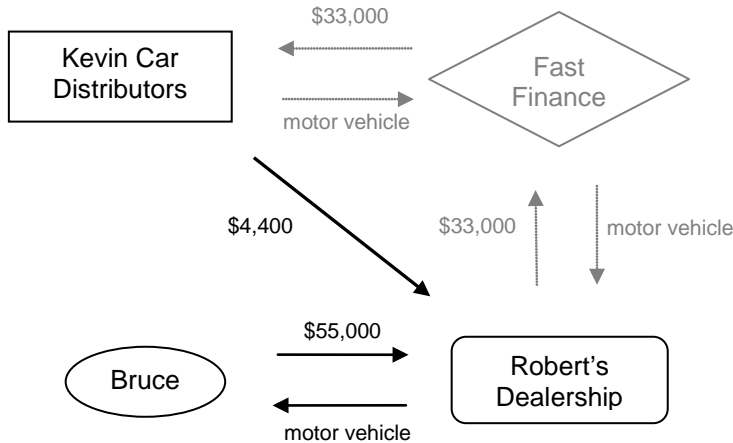 $33,000
Kevin Car
Distributors
Fast
Finance
motor vehicle
$4,400
$33,000
motor vehicle
$55,000
Bruce
Robert's
Dealership
motor vehicle